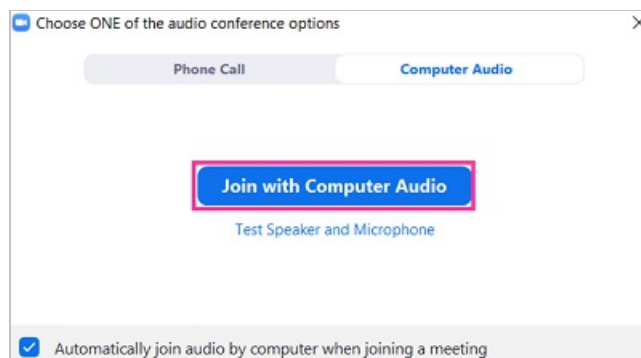 Choose ONE of the audio conference options
Phone Call
Computer Audio
Join with Computer Audio
Test Speaker and Microphone
Automatically join audio by computer when joining a meeting